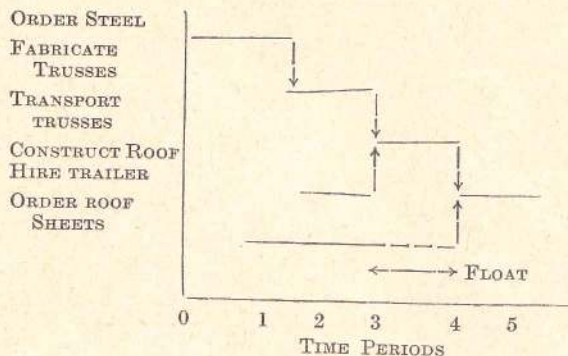 ORDER STEEL
FABRICATE
TRUSSES
TRANSPORT
TRUSSES
CONSTRUCT ROOF
HIRE TRAILER
ORDER ROOF
SHEETS
FLOAT
0 1 2 3 4 5
TIME PERIODS